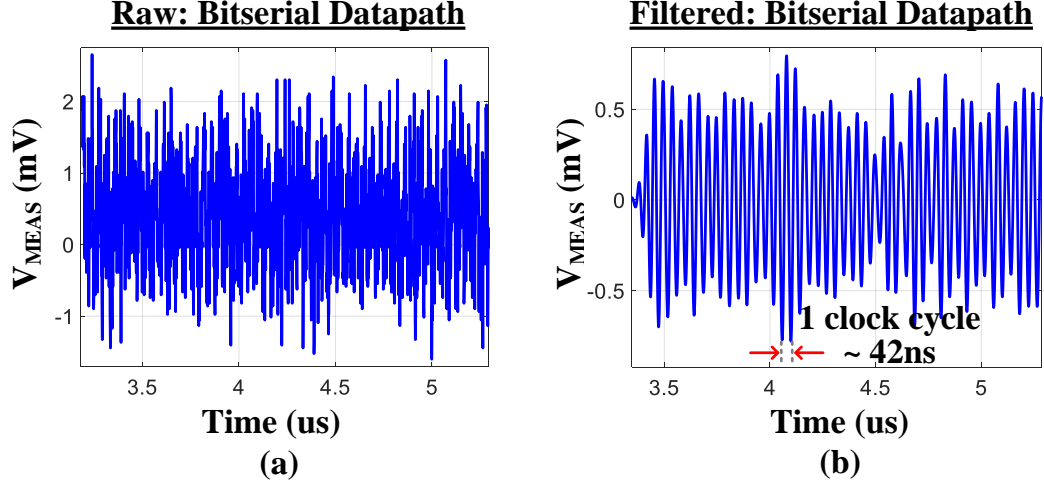 Raw: Bitserial Datapath
2
1
0
-1
V_MEAS (mV)
3.5
4
4.5
5
Time (us)
(a)
Filtered: Bitserial Datapath
0.5
0
-0.5
V_MEAS (mV)
1 clock cycle
~ 42ns
3.5
4
4.5
5
Time (us)
(b)